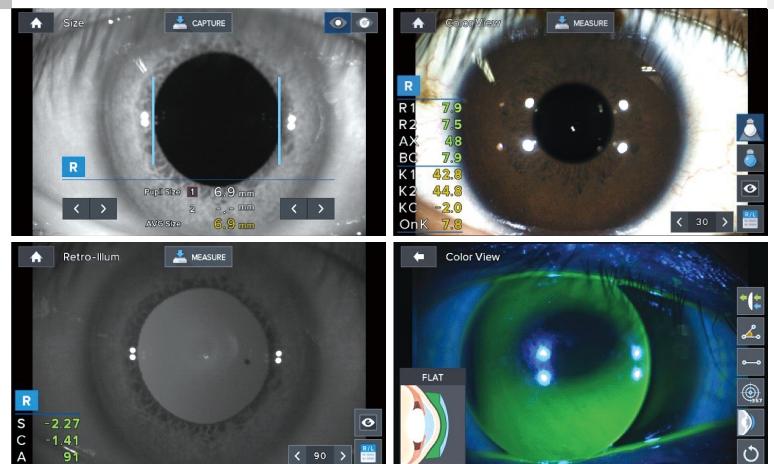 Size
CAPTURE
R
Pupil Size 1 6.9 mm
2 -.- mm
AVG Size 6.9 mm
ColorView
MEASURE
R
R1 7.9
R2 7.5
AX 48
BC 7.9
K1 42.8
K2 44.8
KC -2.0
OnK 7.8
R/L
30
Retro-Illum
MEASURE
R
S -2.27
C -1.41
A 91
R/L
90
Color View
FLAT